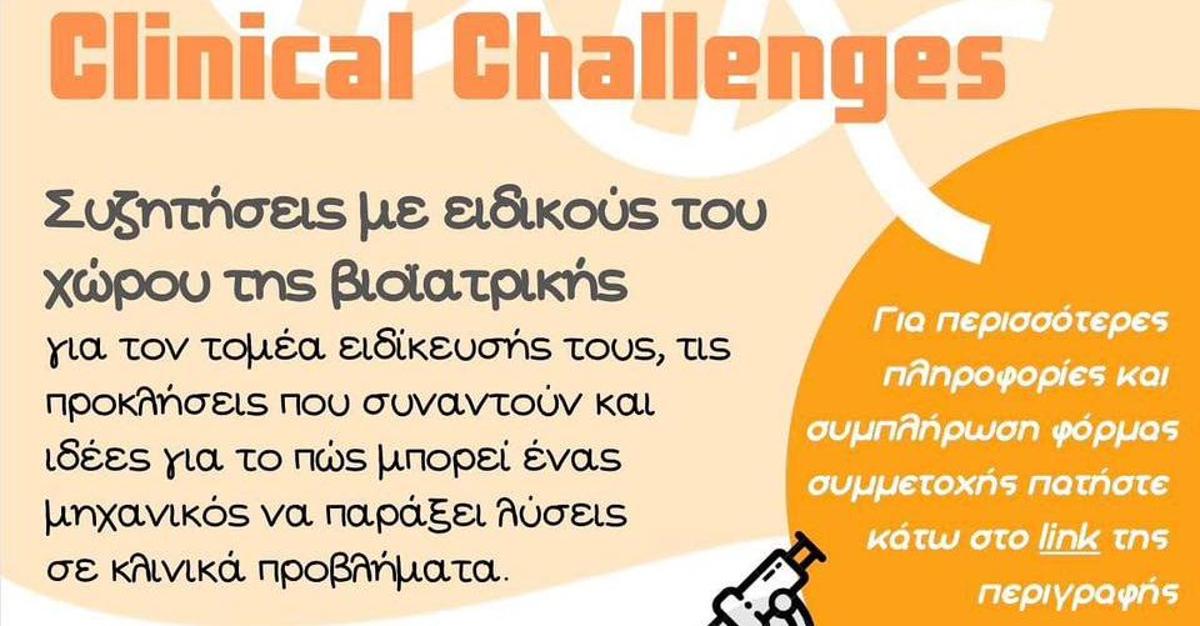 Clinical Challenges
Συζητήσεις με ειδικούς του
χώρου της βιοϊατρικής
για τον τομέα ειδίκευσής τους, τις
προκλήσεις που συναντούν και
ιδέες για το πώς μπορεί ένας
μηχανικός να παράξει λύσεις
σε κλινικά προβλήματα.
Για περισσότερες
πληροφορίες και
συμπλήρωση φόρμας
συμμετοχής πατήστε
κάτω στο link της
περιγραφής